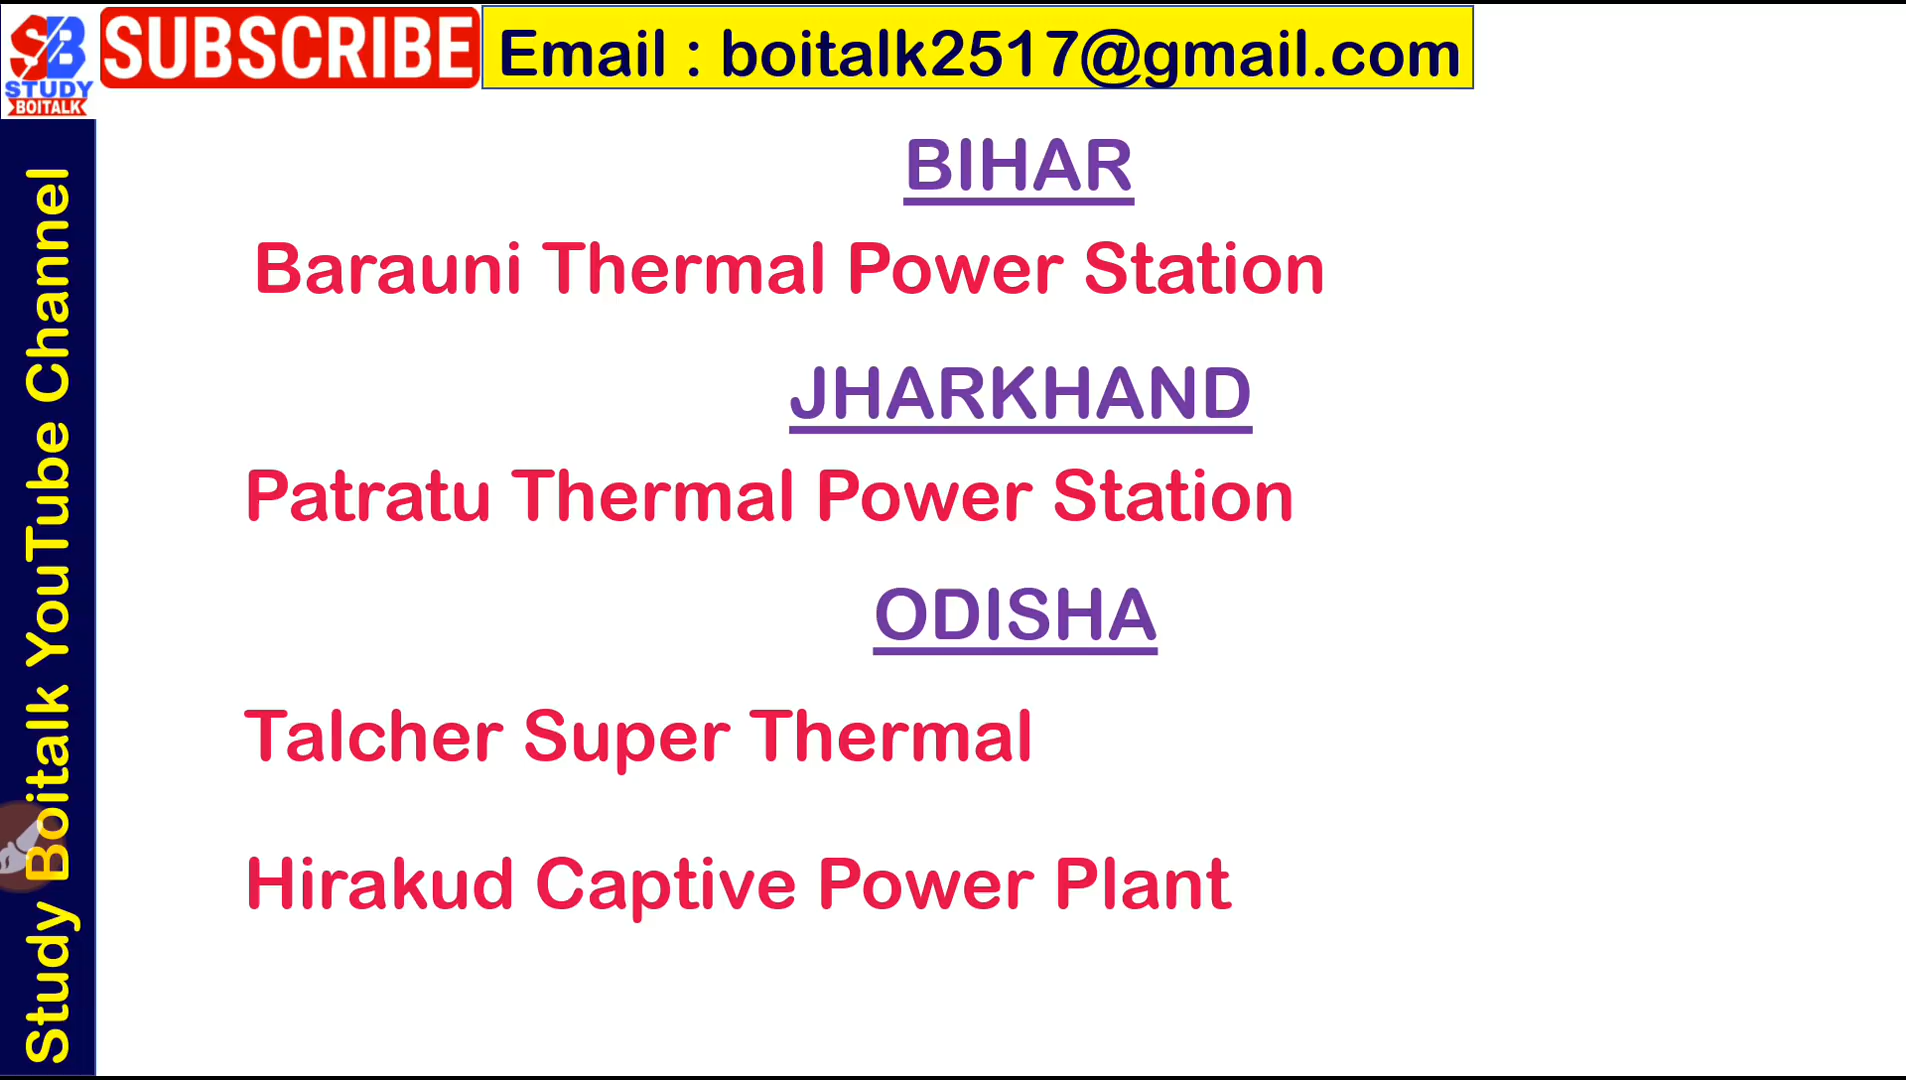 SB
STUDY
BOITALK
SUBSCRIBE
Email : boitalk2517@gmail.com
BIHAR
Barauni Thermal Power Station
JHARKHAND
Patratu Thermal Power Station
ODISHA
Talcher Super Thermal
Hirakud Captive Power Plant
Study Boitalk YouTube Channel